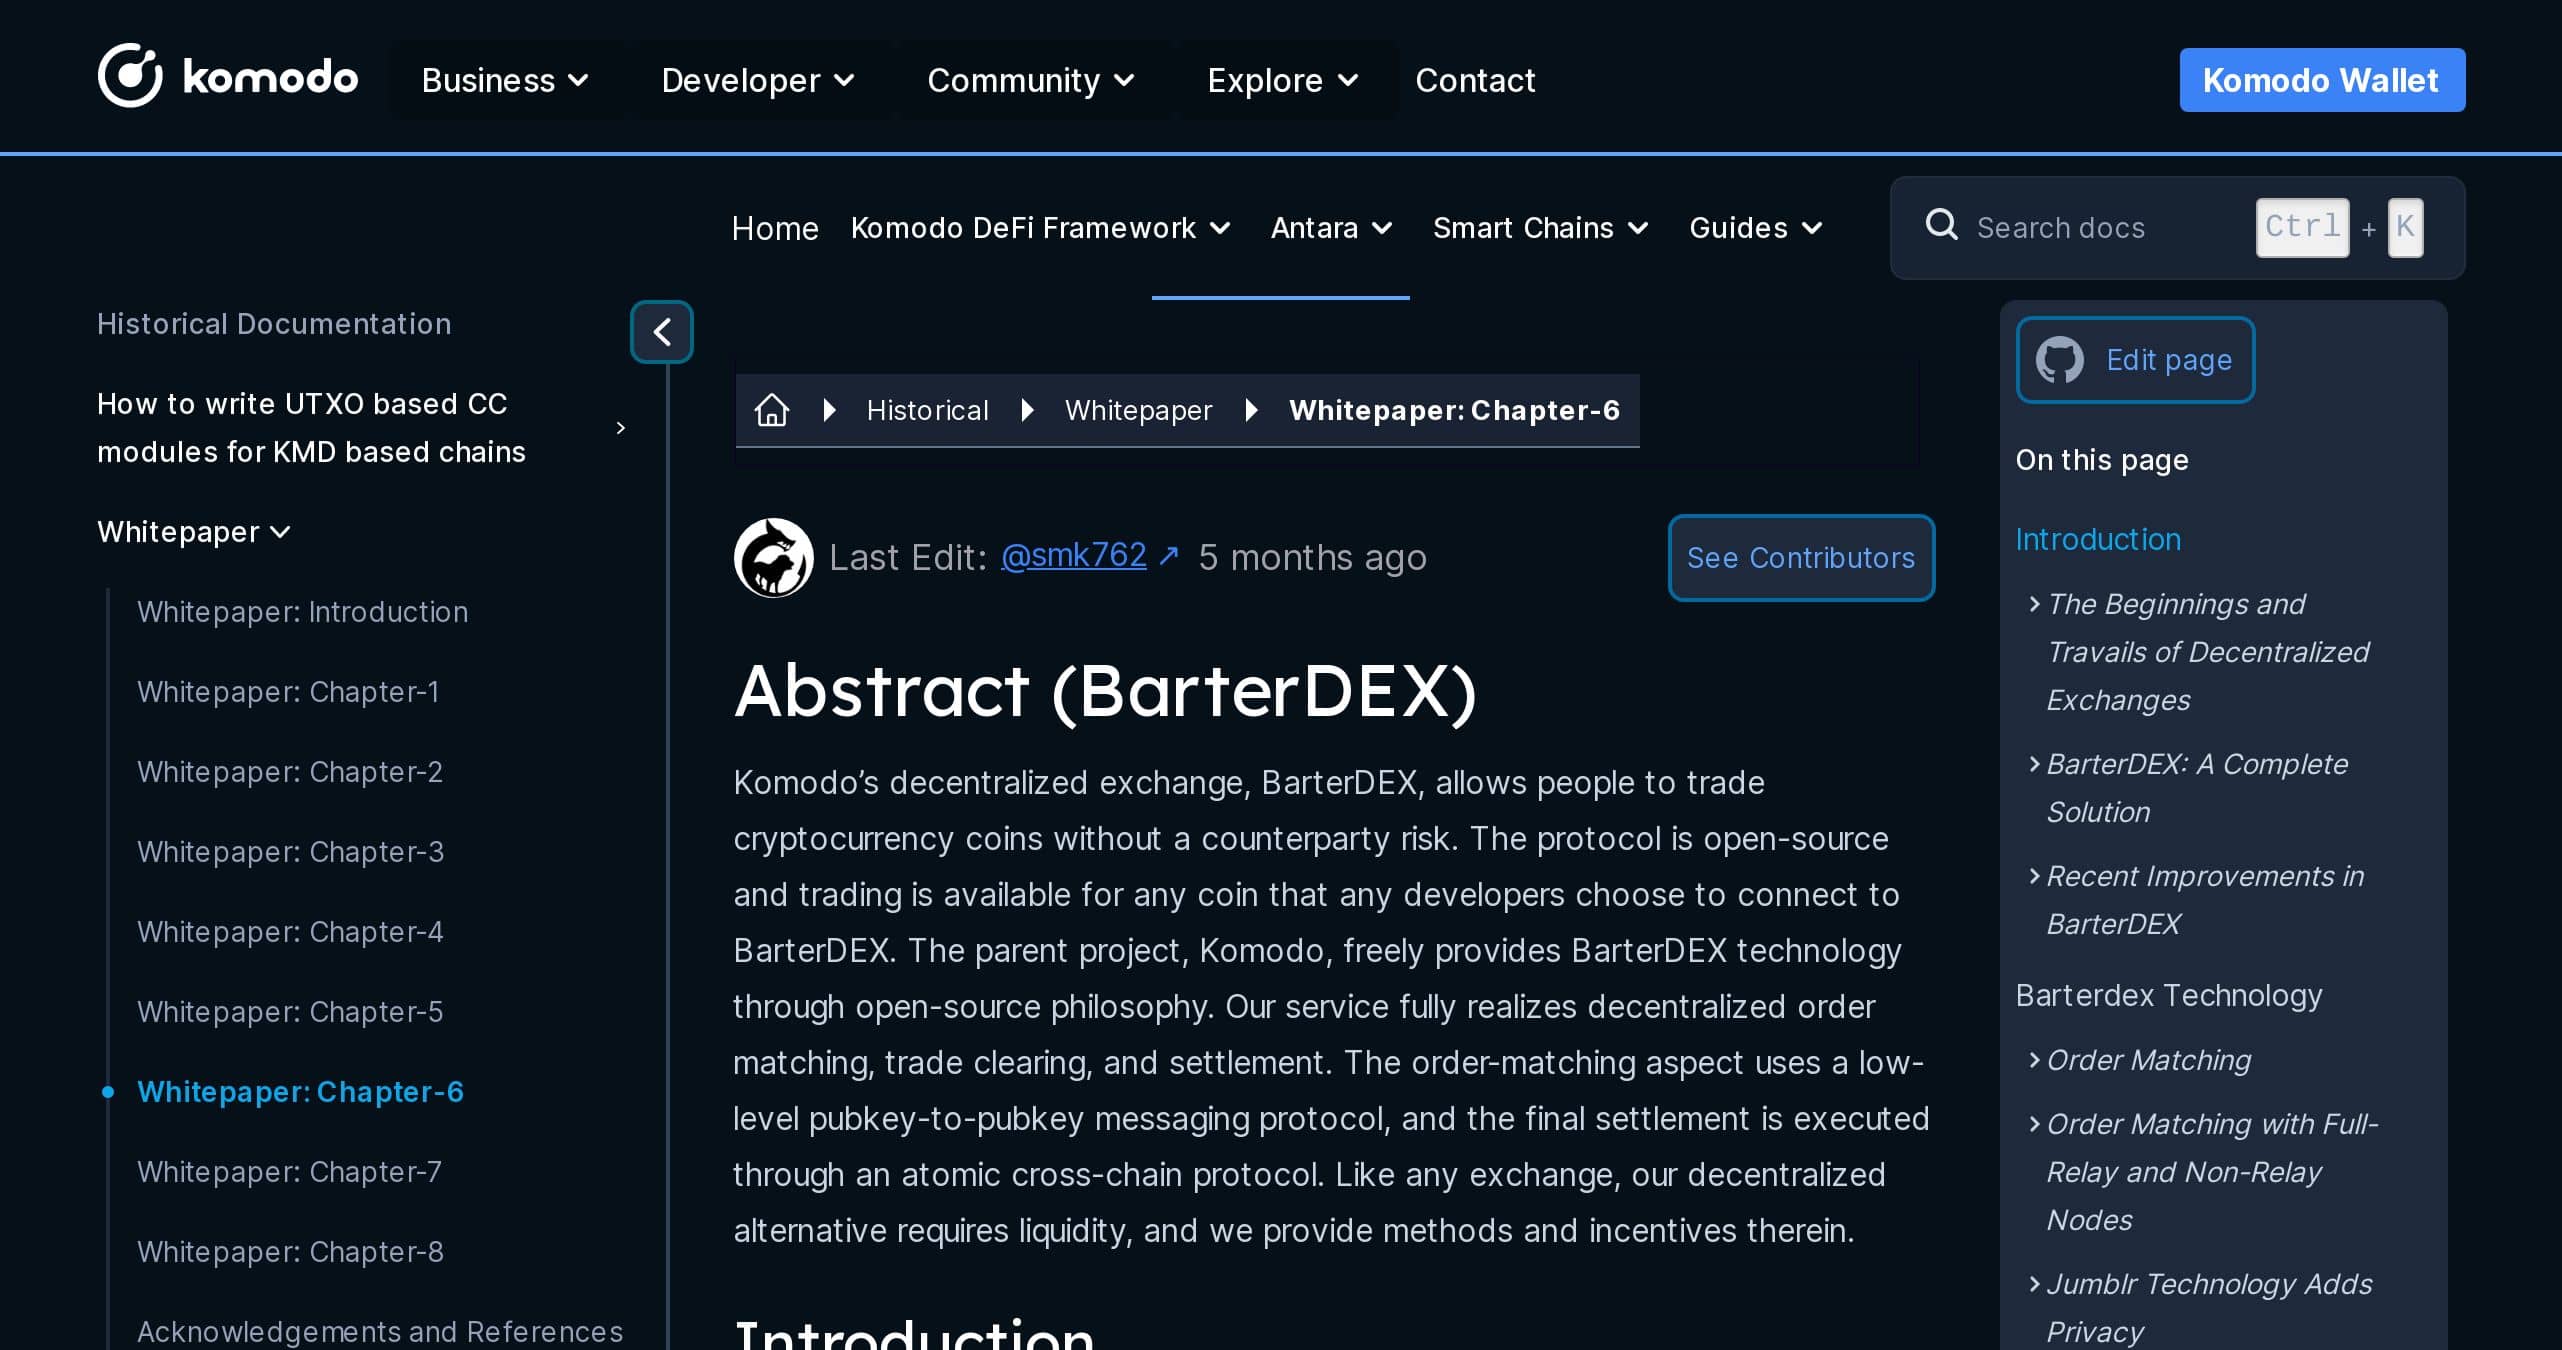 komodo
Business
Developer
Community
Explore
Contact
Komodo Wallet
Home
Komodo DeFi Framework
Antara
Smart Chains
Guides
Search docs
Ctrl + K
Historical Documentation
How to write UTXO based CC
modules for KMD based chains
Whitepaper
Whitepaper: Introduction
Whitepaper: Chapter-1
Whitepaper: Chapter-2
Whitepaper: Chapter-3
Whitepaper: Chapter-4
Whitepaper: Chapter-5
Whitepaper: Chapter-6
Whitepaper: Chapter-7
Whitepaper: Chapter-8
Acknowledgements and References
Historical
Whitepaper
Whitepaper: Chapter-6
Last Edit: @smk762 ↗ 5 months ago
See Contributors
Abstract (BarterDEX)
Komodo’s decentralized exchange, BarterDEX, allows people to trade
cryptocurrency coins without a counterparty risk. The protocol is open-source
and trading is available for any coin that any developers choose to connect to
BarterDEX. The parent project, Komodo, freely provides BarterDEX technology
through open-source philosophy. Our service fully realizes decentralized order
matching, trade clearing, and settlement. The order-matching aspect uses a low-
level pubkey-to-pubkey messaging protocol, and the final settlement is executed
through an atomic cross-chain protocol. Like any exchange, our decentralized
alternative requires liquidity, and we provide methods and incentives therein.
Introduction
Edit page
On this page
Introduction
The Beginnings and
Travails of Decentralized
Exchanges
BarterDEX: A Complete
Solution
Recent Improvements in
BarterDEX
Barterdex Technology
Order Matching
Order Matching with Full-
Relay and Non-Relay
Nodes
Jumblr Technology Adds
Privacy